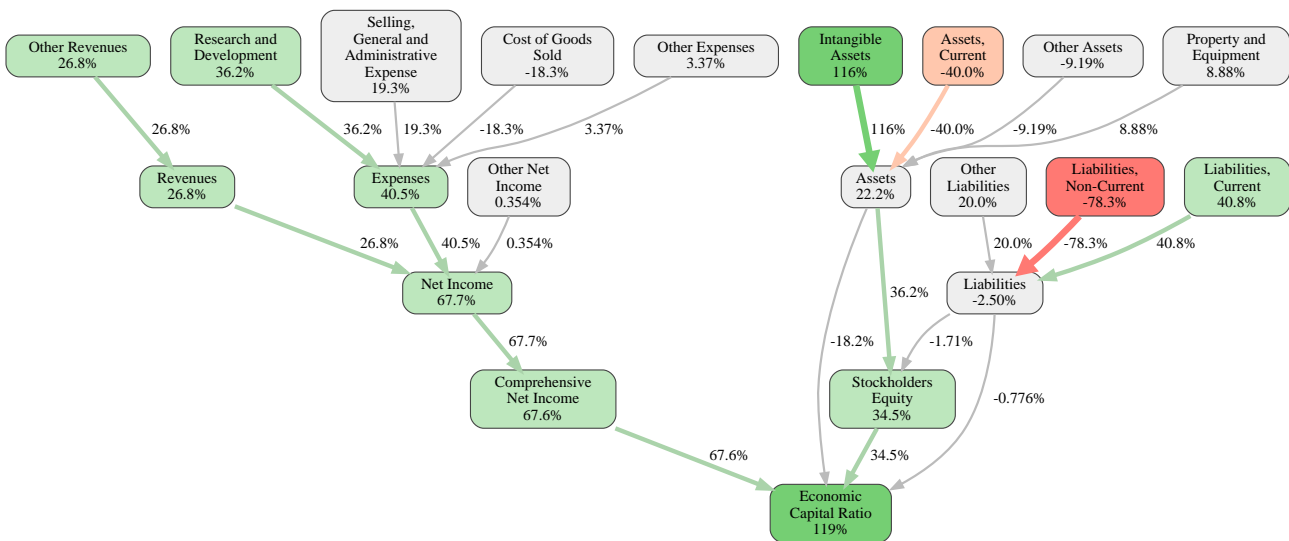 Other Revenues
26.8%
Research and
Development
36.2%
Selling,
General and
Administrative
Expense
19.3%
Cost of Goods
Sold
-18.3%
Other Expenses
3.37%
Intangible
Assets
116%
Assets,
Current
-40.0%
Other Assets
-9.19%
Property and
Equipment
8.88%
26.8%
36.2%
19.3%
-18.3%
3.37%
116%
-40.0%
-9.19%
8.88%
Revenues
26.8%
Expenses
40.5%
Other Net
Income
0.354%
Assets
22.2%
Other
Liabilities
20.0%
Liabilities,
Non-Current
-78.3%
Liabilities,
Current
40.8%
26.8%
40.5%
0.354%
20.0%
-78.3%
40.8%
Net Income
67.7%
36.2%
Liabilities
-2.50%
67.7%
-18.2%
-1.71%
Comprehensive
Net Income
67.6%
Stockholders
Equity
34.5%
-0.776%
67.6%
34.5%
Economic
Capital Ratio
119%